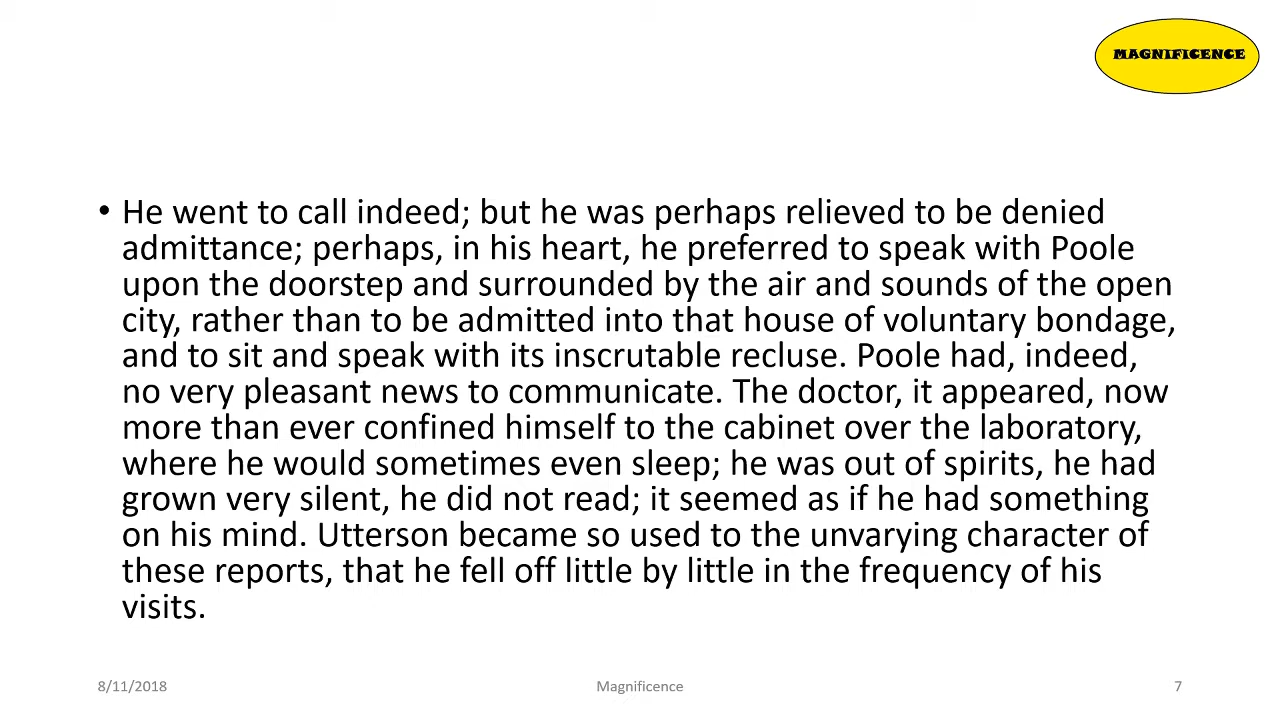 MAGNIFICENCE
• He went to call indeed; but he was perhaps relieved to be denied
admittance; perhaps, in his heart, he preferred to speak with Poole
upon the doorstep and surrounded by the air and sounds of the open
city, rather than to be admitted into that house of voluntary bondage,
and to sit and speak with its inscrutable recluse. Poole had, indeed,
no very pleasant news to communicate. The doctor, it appeared, now
more than ever confined himself to the cabinet over the laboratory,
where he would sometimes even sleep; he was out of spirits, he had
grown very silent, he did not read; it seemed as if he had something
on his mind. Utterson became so used to the unvarying character of
these reports, that he fell off little by little in the frequency of his
visits.
8/11/2018
Magnificence
7